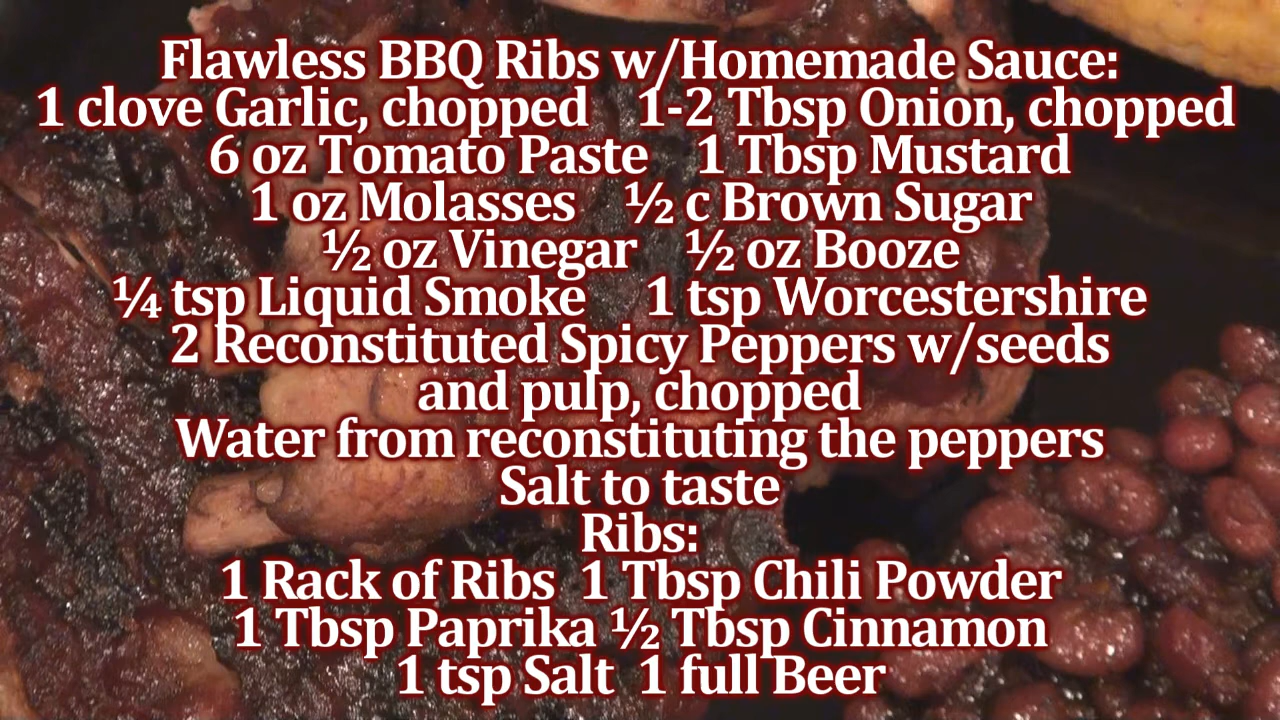 Flawless BBQ Ribs w/Homemade Sauce:
1 clove Garlic, chopped 1-2 Tbsp Onion, chopped
6 oz Tomato Paste 1 Tbsp Mustard
1 oz Molasses ½ c Brown Sugar
½ oz Vinegar ½ oz Booze
¼ tsp Liquid Smoke 1 tsp Worcestershire
2 Reconstituted Spicy Peppers w/seeds
and pulp, chopped
Water from reconstituting the peppers
Salt to taste
Ribs:
1 Rack of Ribs 1 Tbsp Chili Powder
1 Tbsp Paprika ½ Tbsp Cinnamon
1 tsp Salt 1 full Beer